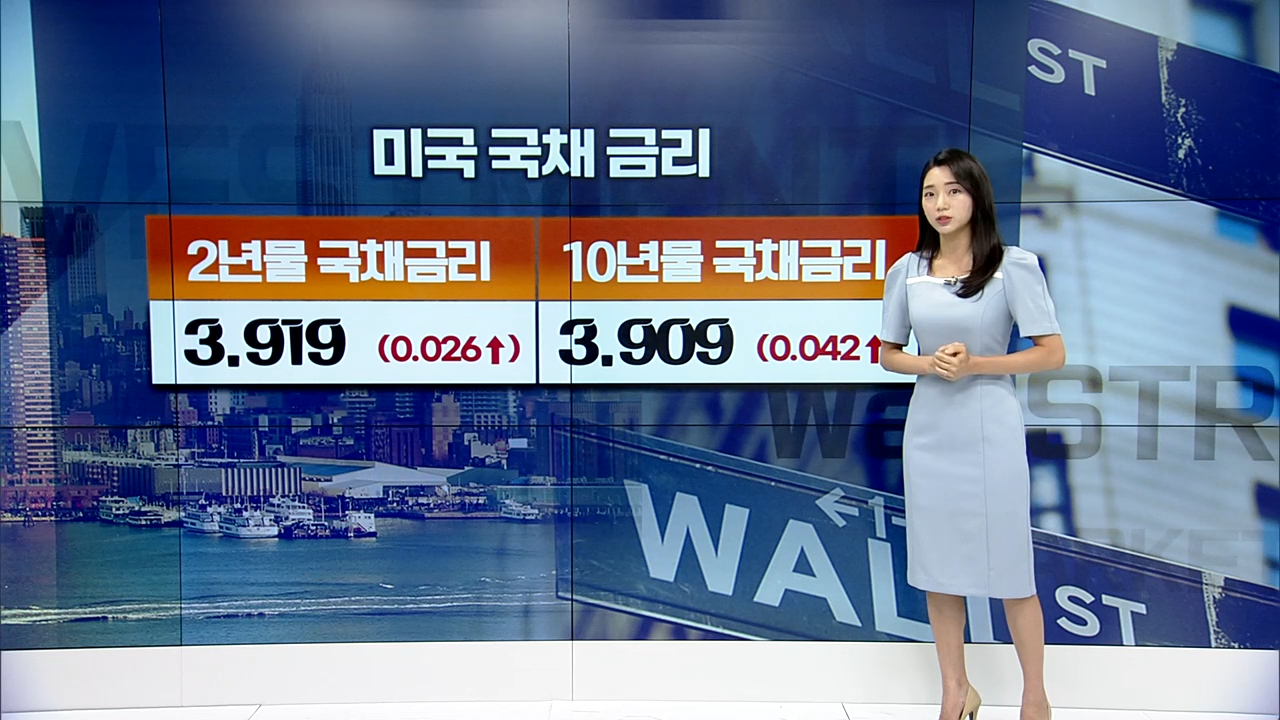 미국 국채 금리
2년물 국채금리 10년물 국채금리
3.919 (0.026↑) 3.909 (0.042↑
ST
STR
WALL ST